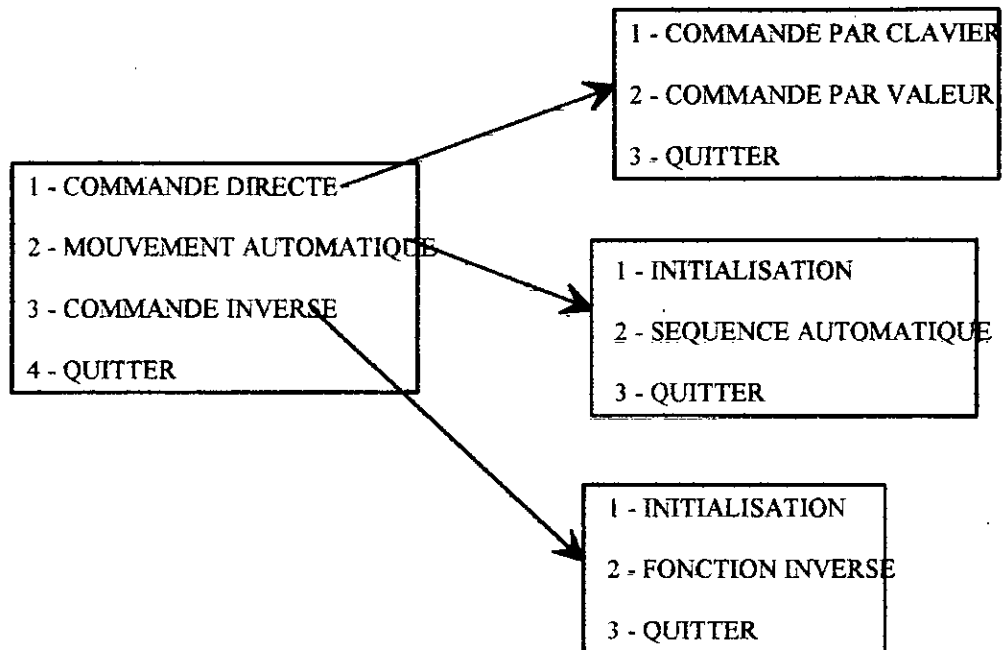 1 - COMMANDE DIRECTE
2 - MOUVEMENT AUTOMATIQUE
3 - COMMANDE INVERSE
4 - QUITTER
1 - COMMANDE PAR CLAVIER
2 - COMMANDE PAR VALEUR
3 - QUITTER
1 - INITIALISATION
2 - SEQUENCE AUTOMATIQUE
3 - QUITTER
1 - INITIALISATION
2 - FONCTION INVERSE
3 - QUITTER